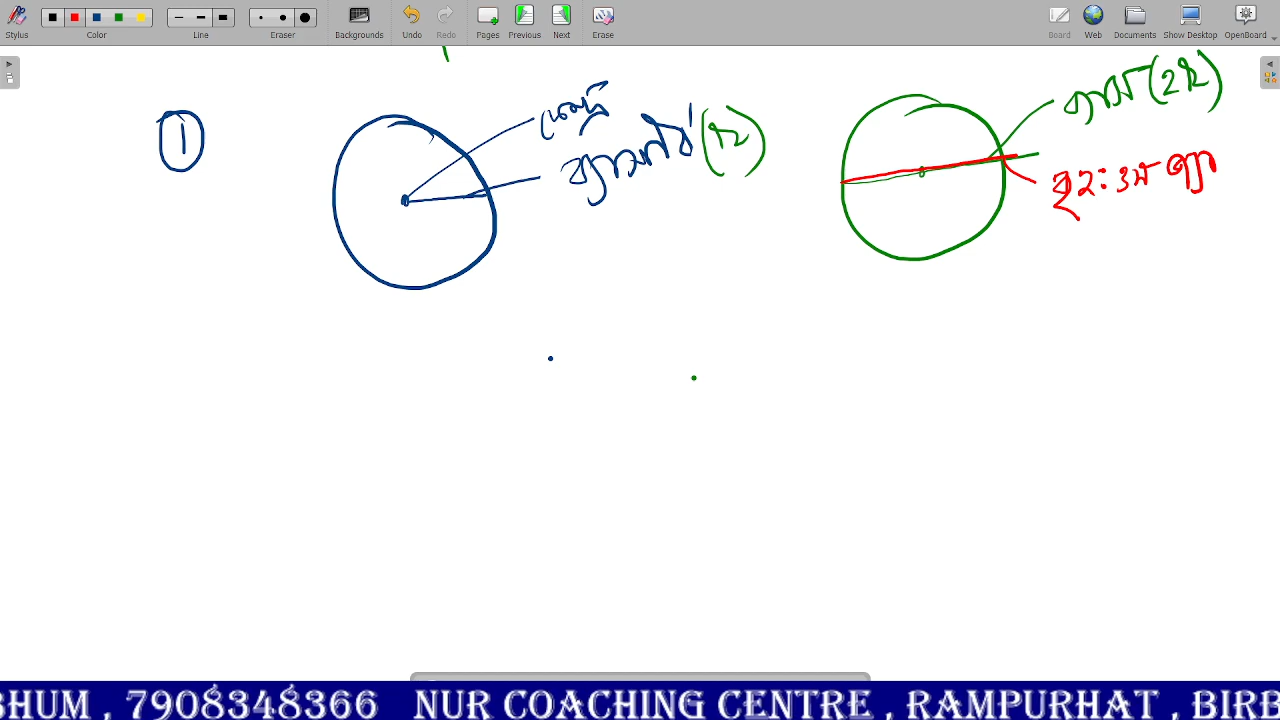 Stylus
Color
Line
Eraser
Backgrounds
Undo
Redo
Pages
Previous
Next
Erase
Board
Web
Documents
Show Desktop
OpenBoard
1
কেন্দ্র
ব্যাসার্ধ (r)
ব্যাস (2r)
বৃহঃতম জ্যা
BHUM , 7908348366 NUR COACHING CENTRE , RAMPURHAT , BIRB